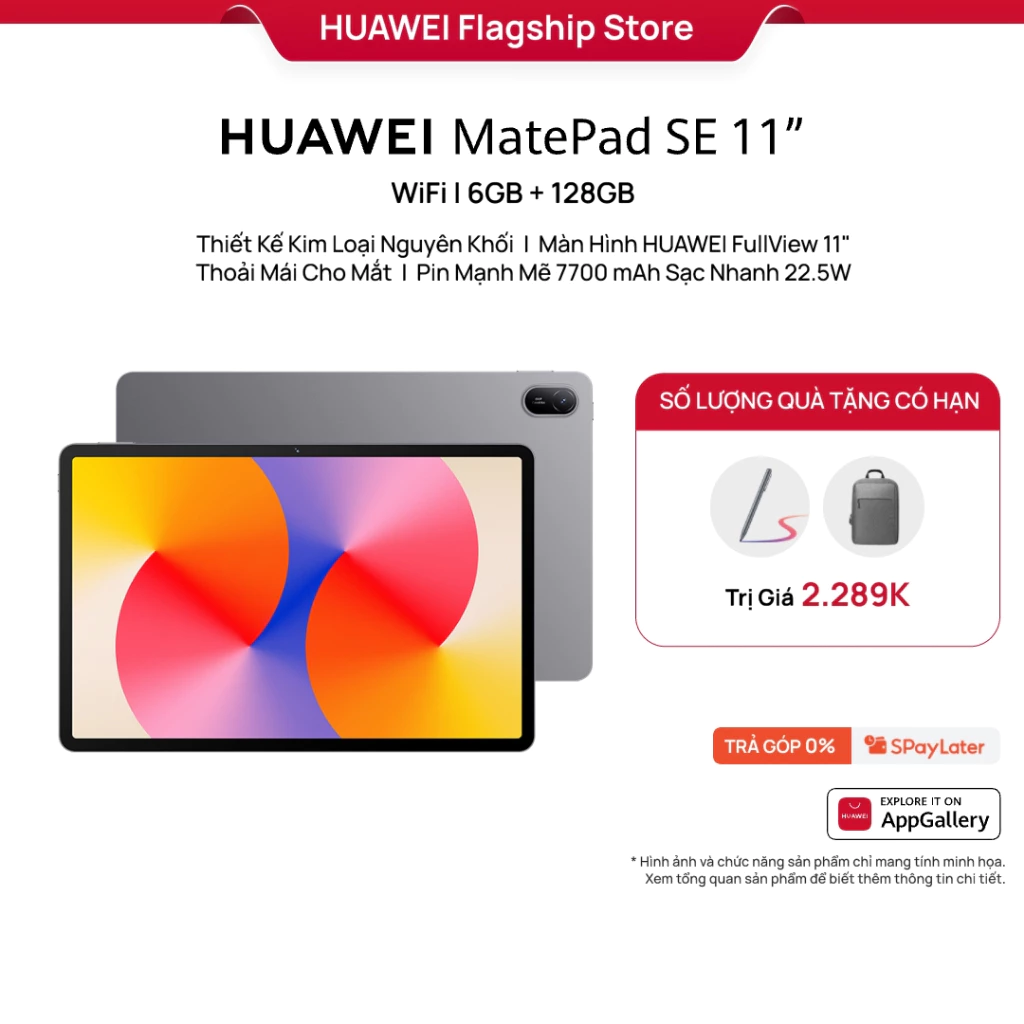 HUAWEI Flagship Store
HUAWEI MatePad SE 11”
WiFi | 6GB + 128GB
Thiết Kế Kim Loại Nguyên Khối | Màn Hình HUAWEI FullView 11"
Thoải Mái Cho Mắt | Pin Mạnh Mẽ 7700 mAh Sạc Nhanh 22.5W
SỐ LƯỢNG QUÀ TẶNG CÓ HẠN
Trị Giá 2.289K
TRẢ GÓP 0% SPayLater
HUAWEI
EXPLORE IT ON
AppGallery
* Hình ảnh và chức năng sản phẩm chỉ mang tính minh họa.
Xem tổng quan sản phẩm để biết thêm thông tin chi tiết.